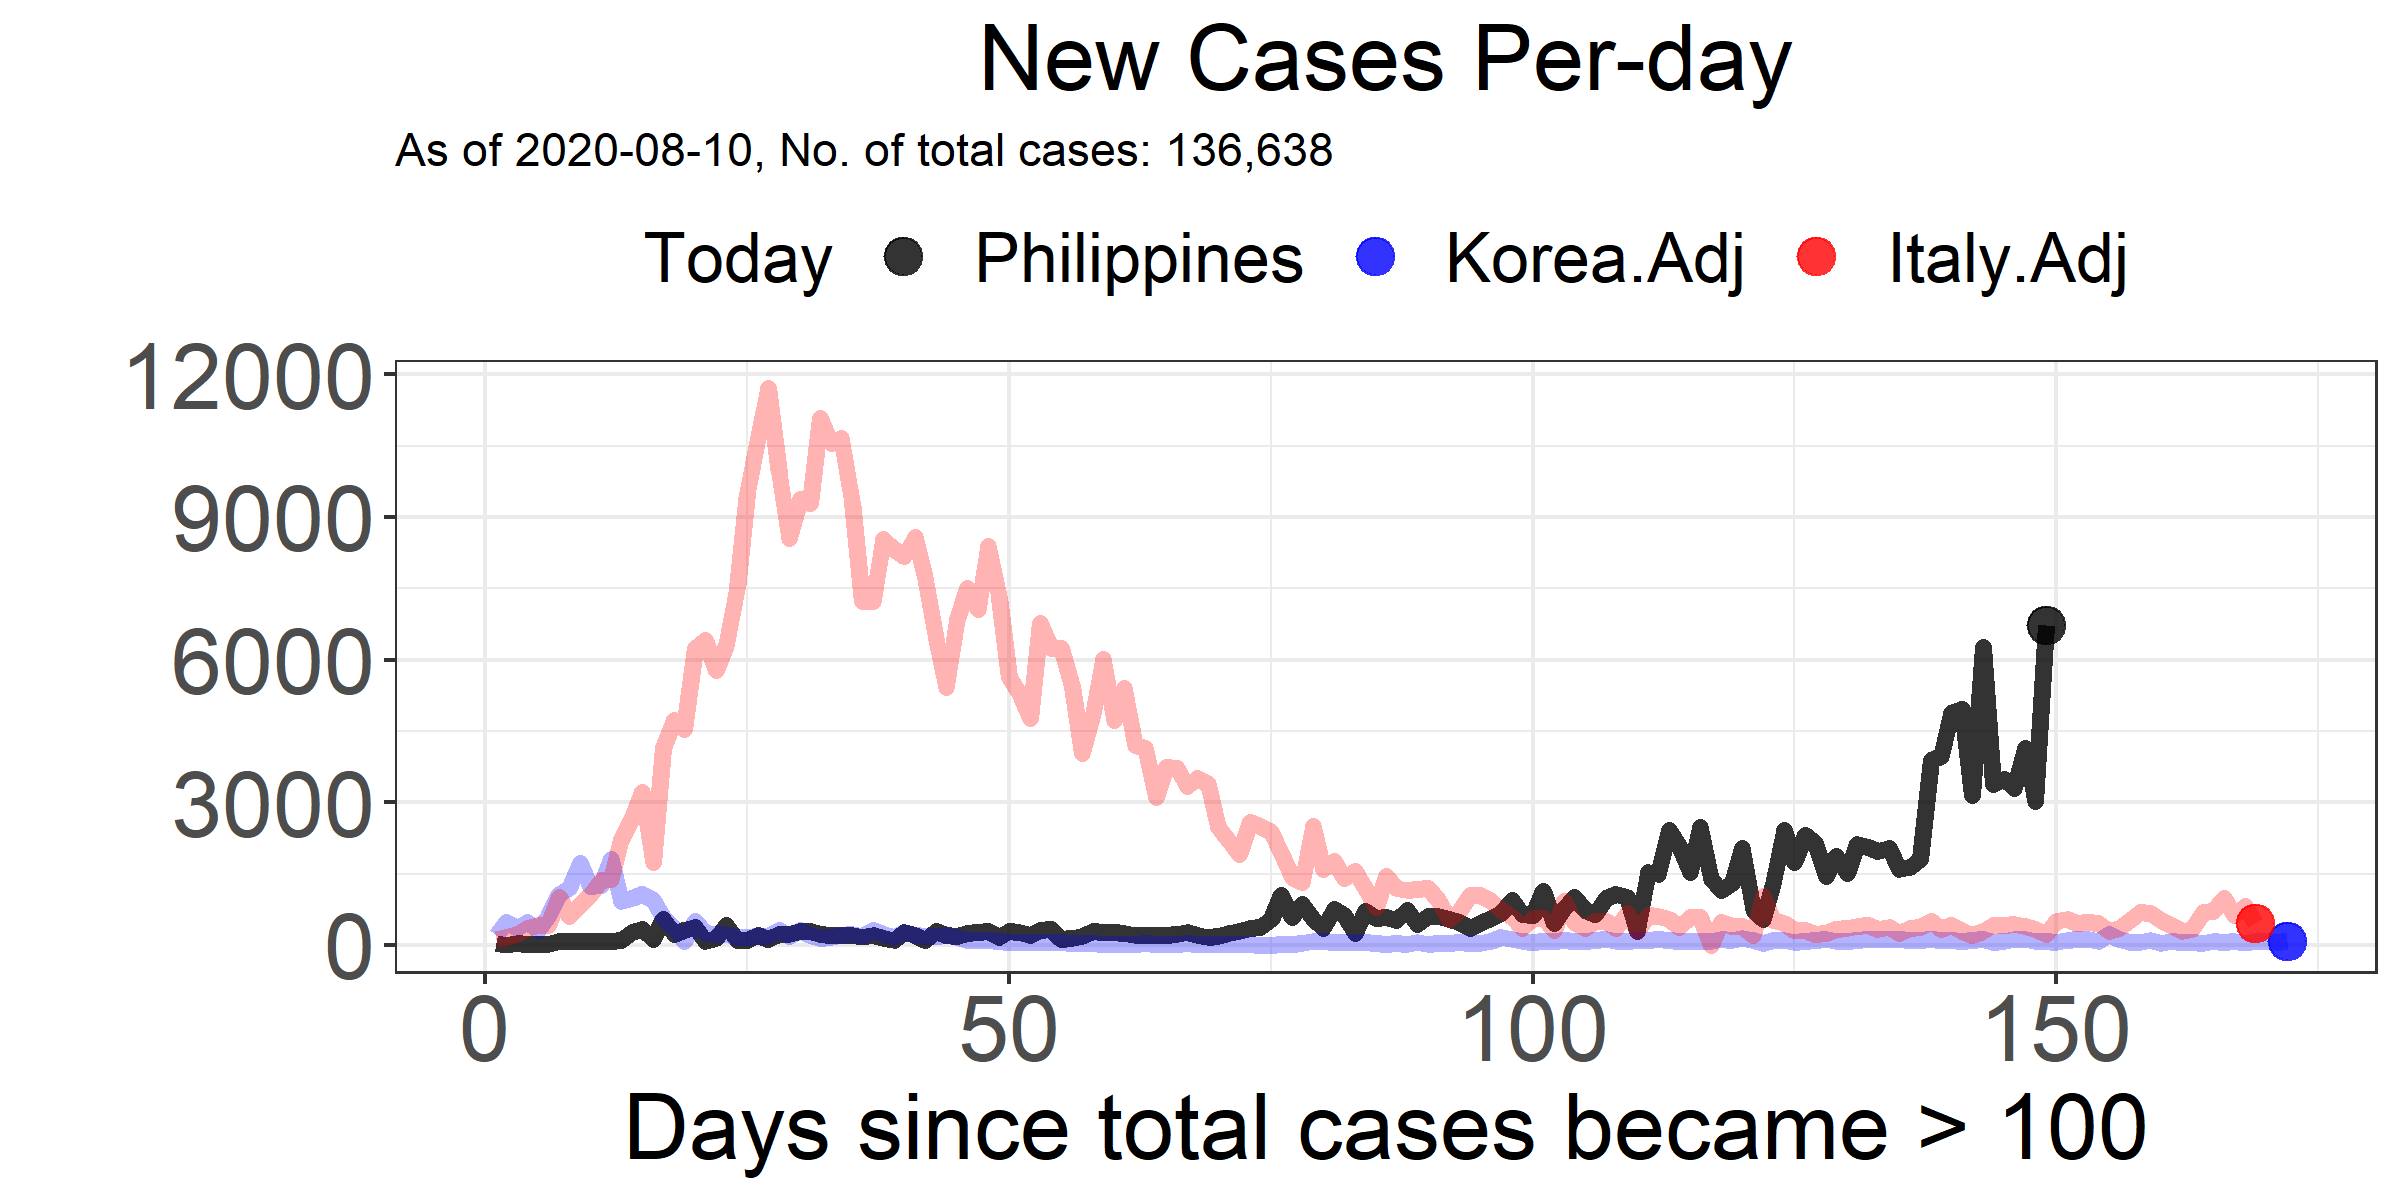 New Cases Per-day
As of 2020-08-10, No. of total cases: 136,638
Today Philippines Korea.Adj Italy.Adj
12000
9000
6000
3000
0
0 50 100 150
Days since total cases became > 100